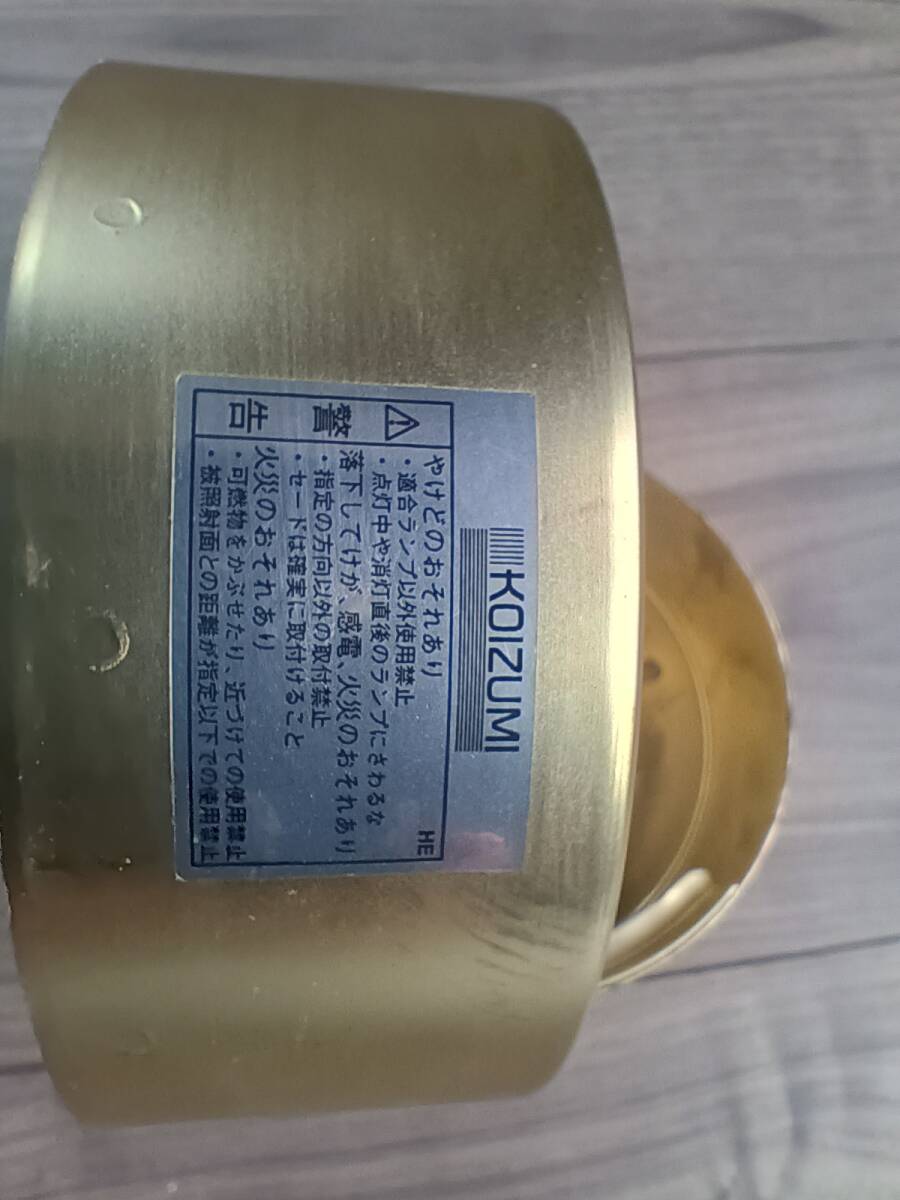 KOIZUMI
HE
⚠ 警告
やけどのおそれあり
・適合ランプ以外使用禁止
・点灯中や消灯直後のランプにさわるな
落下してけが、感電、火災のおそれあり
・指定の方向以外の取付禁止
・セードは確実に取付けること
火災のおそれあり
・可燃物をかぶせたり、近づけての使用禁止
・被照射面との距離が指定以下での使用禁止